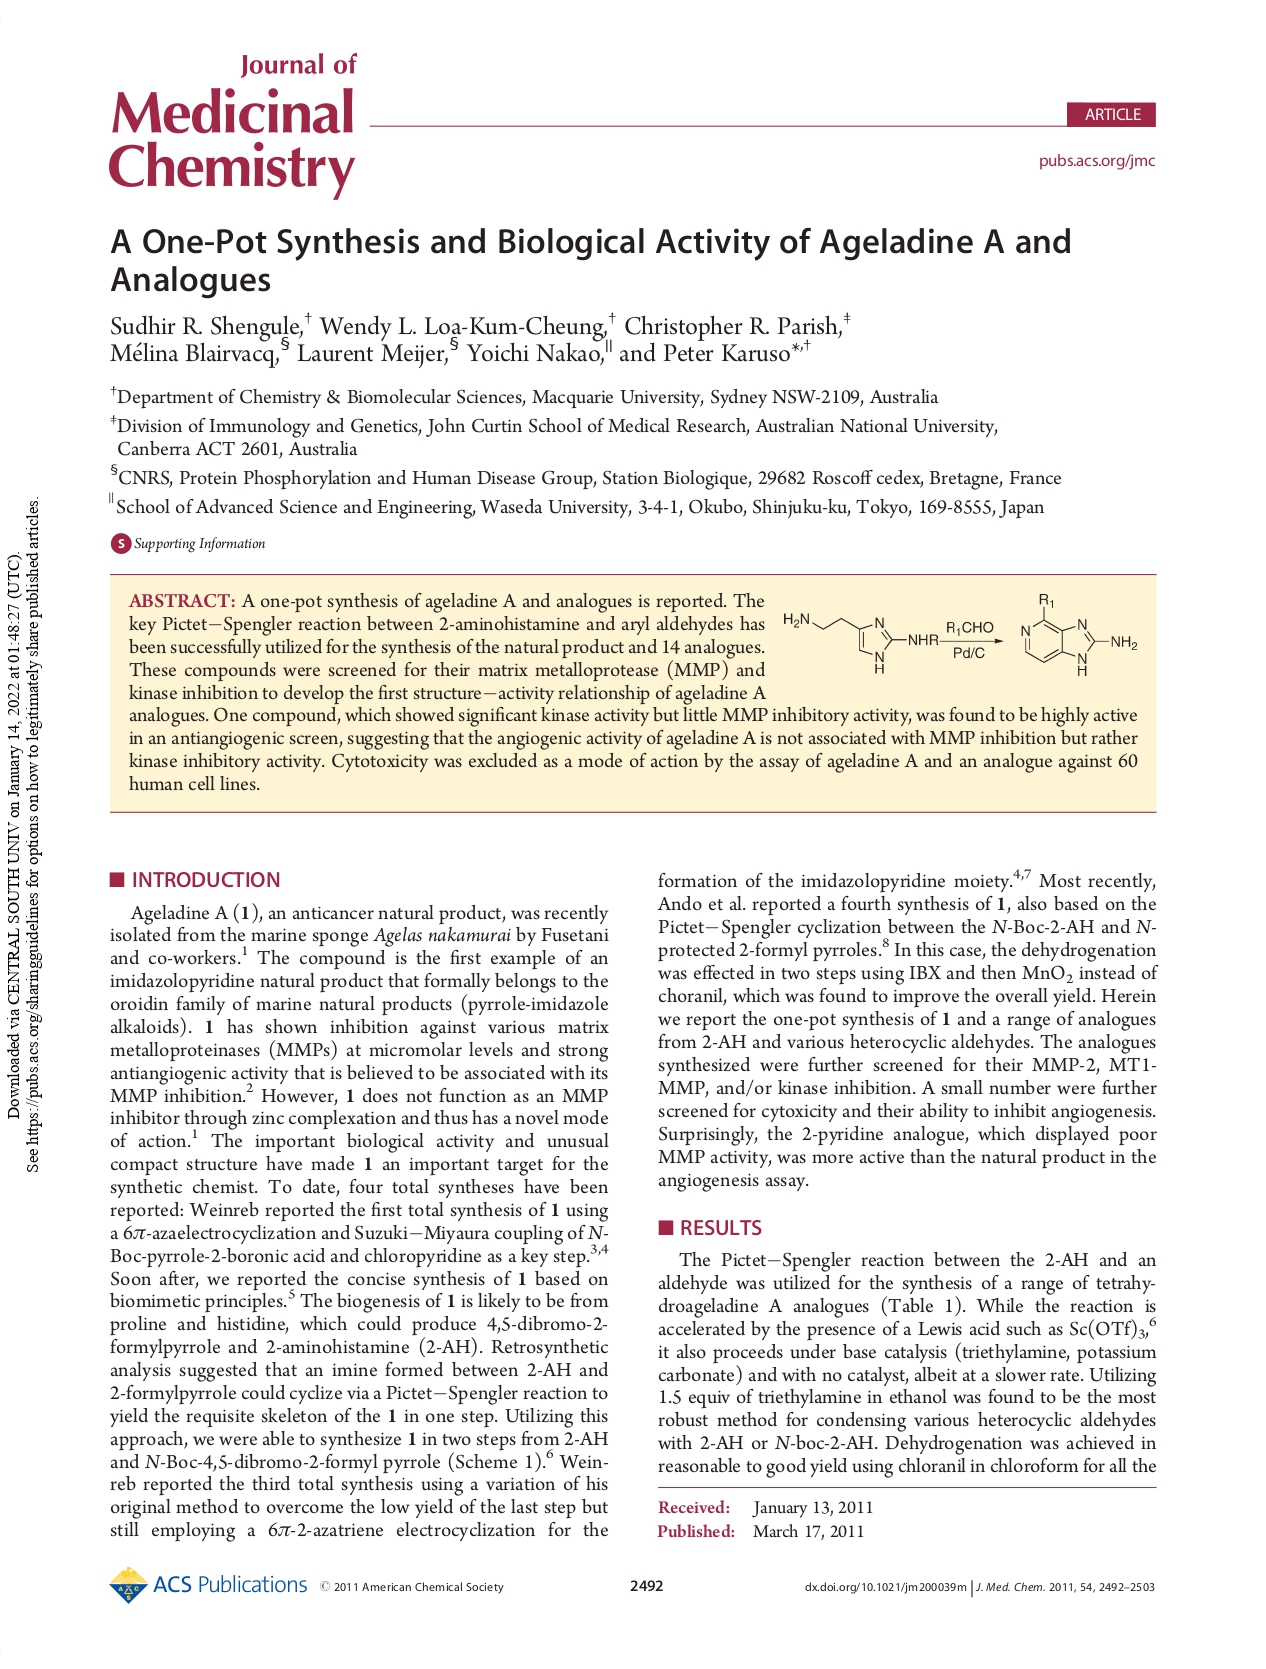 Journal of
Medicinal
Chemistry
ARTICLE
pubs.acs.org/jmc
A One-Pot Synthesis and Biological Activity of Ageladine A and
Analogues
Sudhir R. Shengule,† Wendy L. Loa-Kum-Cheung,† Christopher R. Parish,‡
Mélina Blairvacq,§ Laurent Meijer,§ Yoichi Nakao,|| and Peter Karuso*,†
†Department of Chemistry & Biomolecular Sciences, Macquarie University, Sydney NSW-2109, Australia
‡Division of Immunology and Genetics, John Curtin School of Medical Research, Australian National University,
Canberra ACT 2601, Australia
§CNRS, Protein Phosphorylation and Human Disease Group, Station Biologique, 29682 Roscoff cedex, Bretagne, France
||School of Advanced Science and Engineering, Waseda University, 3-4-1, Okubo, Shinjuku-ku, Tokyo, 169-8555, Japan
S Supporting Information
ABSTRACT: A one-pot synthesis of ageladine A and analogues is reported. The
key Pictet−Spengler reaction between 2-aminohistamine and aryl aldehydes has
been successfully utilized for the synthesis of the natural product and 14 analogues.
These compounds were screened for their matrix metalloprotease (MMP) and
kinase inhibition to develop the first structure−activity relationship of ageladine A
analogues. One compound, which showed significant kinase activity but little MMP inhibitory activity, was found to be highly active
in an antiangiogenic screen, suggesting that the angiogenic activity of ageladine A is not associated with MMP inhibition but rather
kinase inhibitory activity. Cytotoxicity was excluded as a mode of action by the assay of ageladine A and an analogue against 60
human cell lines.
H2N
N
N
H
NHR
R1CHO
Pd/C
R1
N
N
N
H
NH2
INTRODUCTION
Ageladine A (1), an anticancer natural product, was recently
isolated from the marine sponge Agelas nakamurai by Fusetani
and co-workers.1 The compound is the first example of an
imidazolopyridine natural product that formally belongs to the
oroidin family of marine natural products (pyrrole-imidazole
alkaloids). 1 has shown inhibition against various matrix
metalloproteinases (MMPs) at micromolar levels and strong
antiangiogenic activity that is believed to be associated with its
MMP inhibition.2 However, 1 does not function as an MMP
inhibitor through zinc complexation and thus has a novel mode
of action.1 The important biological activity and unusual
compact structure have made 1 an important target for the
synthetic chemist. To date, four total syntheses have been
reported: Weinreb reported the first total synthesis of 1 using
a 6π-azaelectrocyclization and Suzuki−Miyaura coupling of N-
Boc-pyrrole-2-boronic acid and chloropyridine as a key step.3,4
Soon after, we reported the concise synthesis of 1 based on
biomimetic principles.5 The biogenesis of 1 is likely to be from
proline and histidine, which could produce 4,5-dibromo-2-
formylpyrrole and 2-aminohistamine (2-AH). Retrosynthetic
analysis suggested that an imine formed between 2-AH and
2-formylpyrrole could cyclize via a Pictet−Spengler reaction to
yield the requisite skeleton of the 1 in one step. Utilizing this
approach, we were able to synthesize 1 in two steps from 2-AH
and N-Boc-4,5-dibromo-2-formyl pyrrole (Scheme 1).6 Wein-
reb reported the third total synthesis using a variation of his
original method to overcome the low yield of the last step but
still employing a 6π-2-azatriene electrocyclization for the
formation of the imidazolopyridine moiety.4,7 Most recently,
Ando et al. reported a fourth synthesis of 1, also based on the
Pictet−Spengler cyclization between the N-Boc-2-AH and N-
protected 2-formyl pyrroles.8 In this case, the dehydrogenation
was effected in two steps using IBX and then MnO2 instead of
choranil, which was found to improve the overall yield. Herein
we report the one-pot synthesis of 1 and a range of analogues
from 2-AH and various heterocyclic aldehydes. The analogues
synthesized were further screened for their MMP-2, MT1-
MMP, and/or kinase inhibition. A small number were further
screened for cytoxicity and their ability to inhibit angiogenesis.
Surprisingly, the 2-pyridine analogue, which displayed poor
MMP activity, was more active than the natural product in the
angiogenesis assay.
RESULTS
The Pictet−Spengler reaction between the 2-AH and an
aldehyde was utilized for the synthesis of a range of tetrahy-
droageladine A analogues (Table 1). While the reaction is
accelerated by the presence of a Lewis acid such as Sc(OTf)3,6
it also proceeds under base catalysis (triethylamine, potassium
carbonate) and with no catalyst, albeit at a slower rate. Utilizing
1.5 equiv of triethylamine in ethanol was found to be the most
robust method for condensing various heterocyclic aldehydes
with 2-AH or N-boc-2-AH. Dehydrogenation was achieved in
reasonable to good yield using chloranil in chloroform for all the
Received: January 13, 2011
Published: March 17, 2011
ACS Publications
© 2011 American Chemical Society
2492
dx.doi.org/10.1021/jm200039m | J. Med. Chem. 2011, 54, 2492–2503
Downloaded via CENTRAL SOUTH UNIV on January 14, 2022 at 01:48:27 (UTC).
See https://pubs.acs.org/sharingguidelines for options on how to legitimately share published articles.